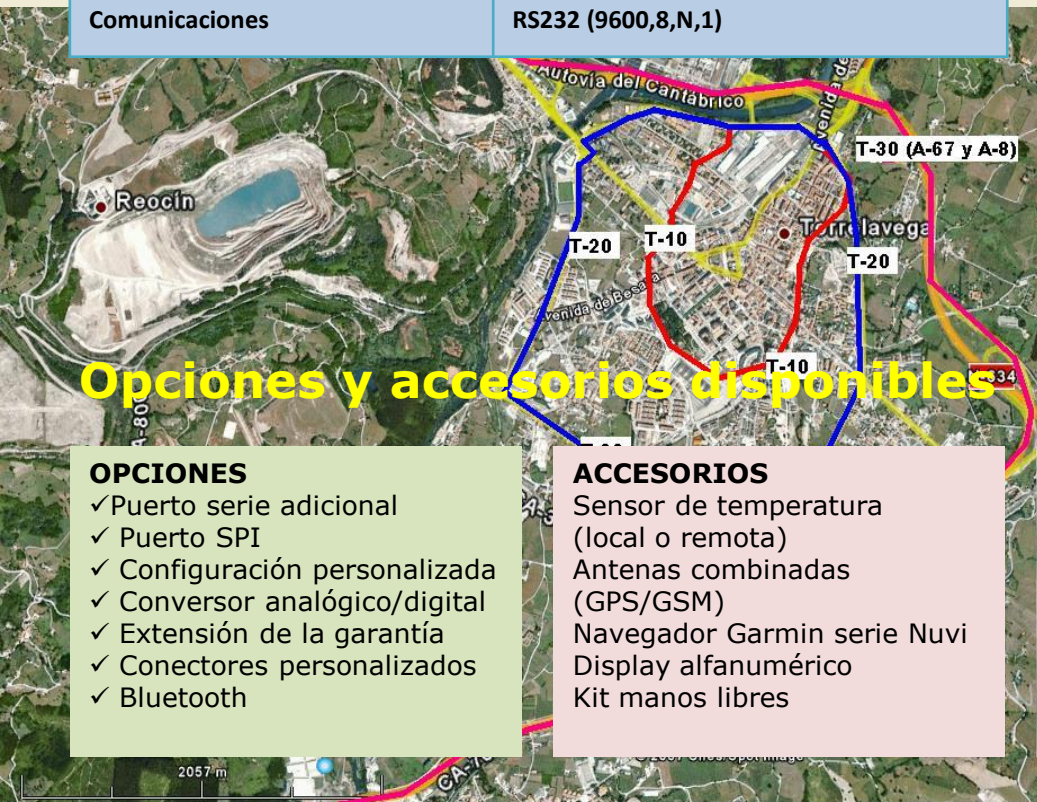 Comunicaciones RS232 (9600,8,N,1)
Autovía del Cantábrico
T-30 (A-67 y A-8)
Reocín
Torrelavega
T-20
T-10
T-20
Avenida de Besaya
T-10
Opciones y accesorios disponibles
OPCIONES
✓Puerto serie adicional
✓ Puerto SPI
✓ Configuración personalizada
✓ Conversor analógico/digital
✓ Extensión de la garantía
✓ Conectores personalizados
✓ Bluetooth
ACCESORIOS
Sensor de temperatura
(local o remota)
Antenas combinadas
(GPS/GSM)
Navegador Garmin serie Nuvi
Display alfanumérico
Kit manos libres
2057 m